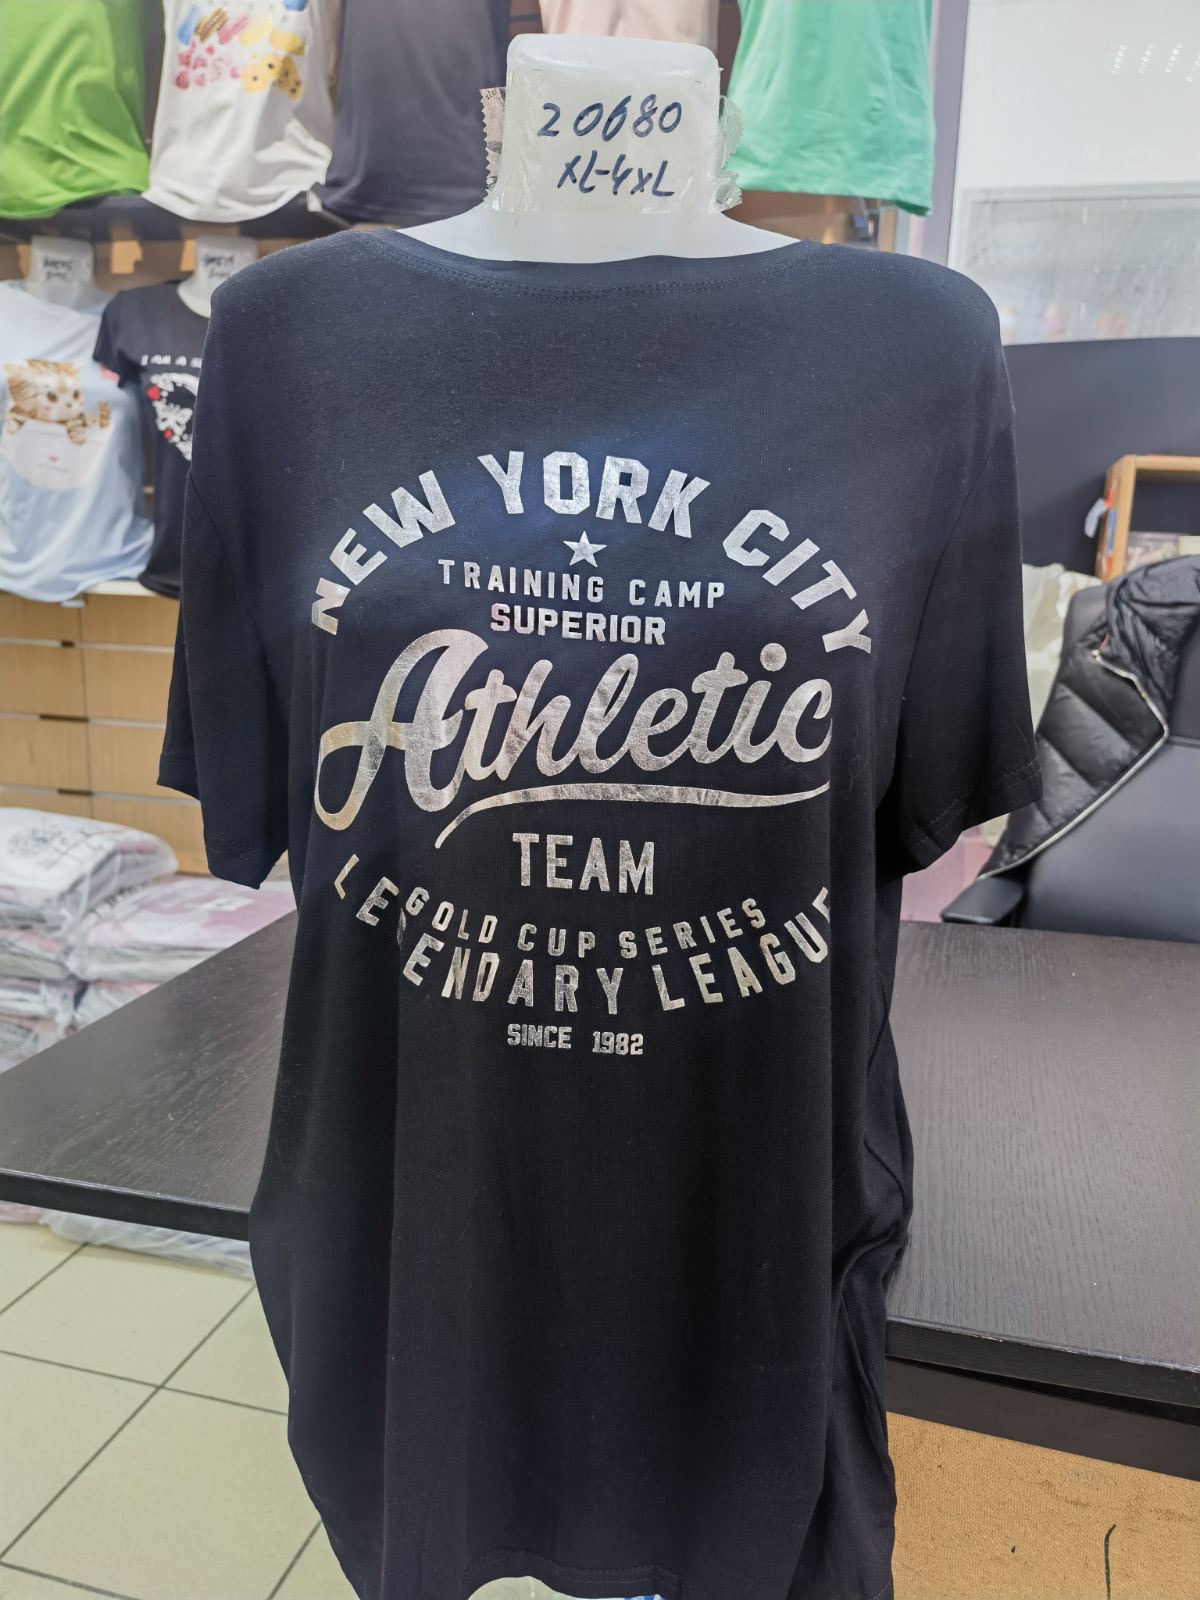 20680
XL-4XL
NEW YORK CITY
TRAINING CAMP
SUPERIOR
Athletic
TEAM
GOLD CUP SERIES
LEGENDARY LEAGUE
SINCE 1982